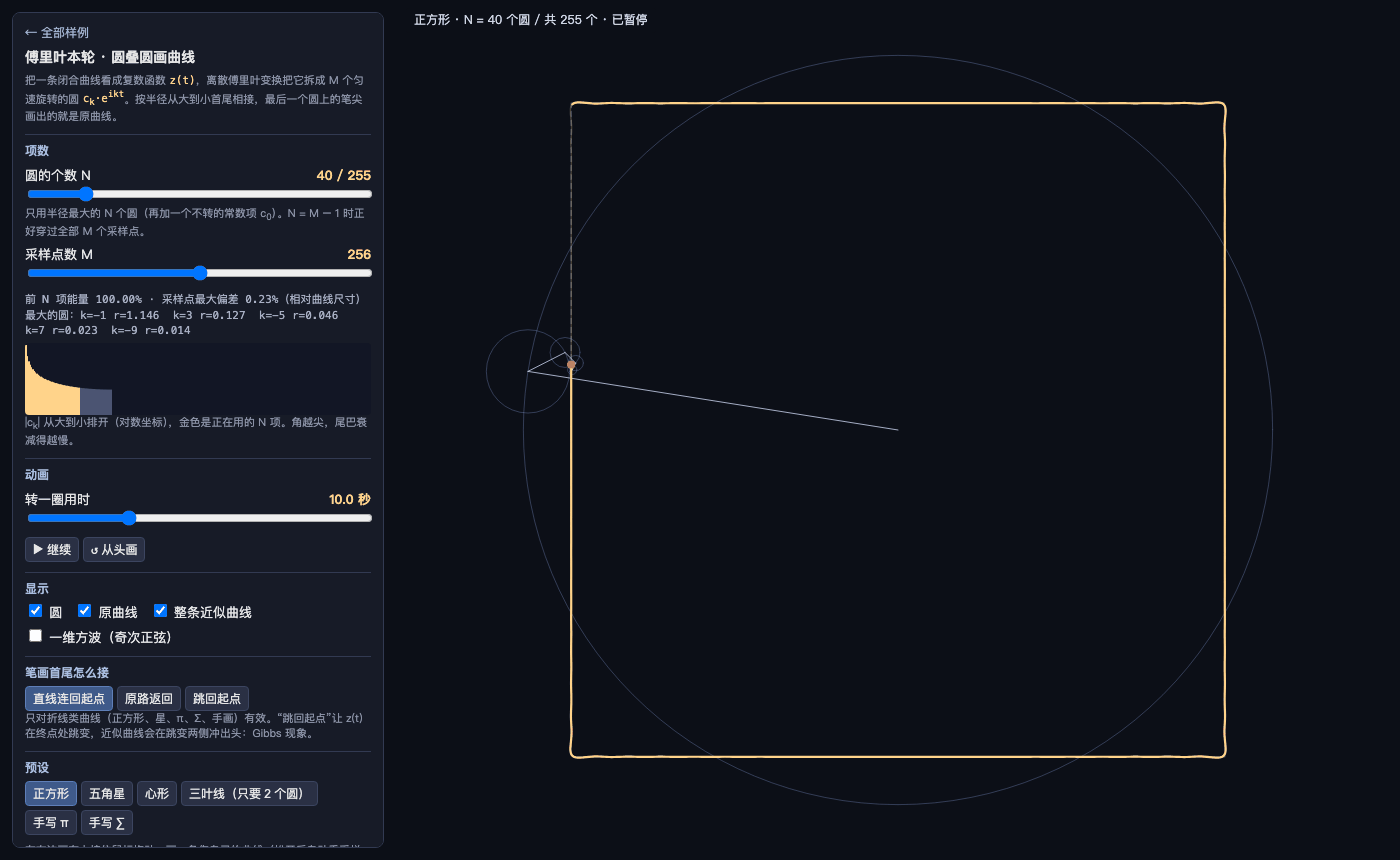 ← 全部样例
傅里叶本轮 · 圆叠圆画曲线
把一条闭合曲线看成复数函数 z(t)，离散傅里叶变换把它拆成 M 个匀
速旋转的圆 cₖ·eⁱᵏᵗ。按半径从大到小首尾相接，最后一个圆上的笔尖
画出的就是原曲线。
项数
圆的个数 N 40 / 255
只用半径最大的 N 个圆（再加一个不转的常数项 c₀）。N = M − 1 时正
好穿过全部 M 个采样点。
采样点数 M 256
前 N 项能量 100.00% · 采样点最大偏差 0.23%（相对曲线尺寸）
最大的圆：k=−1 r=1.146 k=3 r=0.127 k=−5 r=0.046
k=7 r=0.023 k=−9 r=0.014
|cₖ| 从大到小排开（对数坐标），金色是正在用的 N 项。角越尖，尾巴衰
减得越慢。
动画
转一圈用时 10.0 秒
▶ 继续 ↺ 从头画
显示
圆 原曲线 整条近似曲线
一维方波（奇次正弦）
笔画首尾怎么接
直线连回起点 原路返回 跳回起点
只对折线类曲线（正方形、星、π、Σ、手画）有效。“跳回起点”让 z(t)
在终点处跳变，近似曲线会在跳变两侧冲出头：Gibbs 现象。
预设
正方形 五角星 心形 三叶线（只要 2 个圆）
手写 π 手写 ∑
正方形 · N = 40 个圆 / 共 255 个 · 已暂停